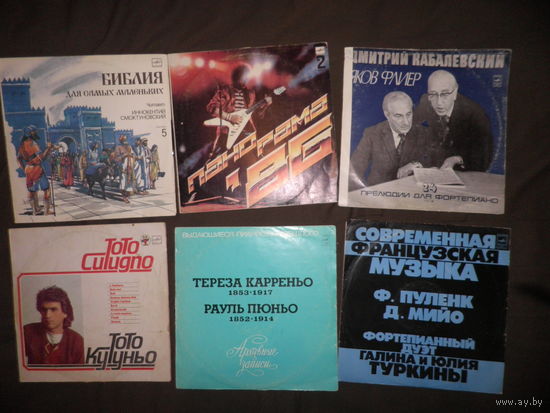 БИБЛИЯ
ДЛЯ САМЫХ МАЛЕНЬКИХ
Читает
ИННОКЕНТИЙ
СМОКТУНОВСКИЙ
5
2
ПАНОРАМА
'86
ДМИТРИЙ КАБАЛЕВСКИЙ
ЯКОВ ФЛИЕР
24
ПРЕЛЮДИИ ДЛЯ ФОРТЕПИАНО
TOTO
Cutugno
ТОТО
КУТУНЬО
ВЫДАЮЩИЕСЯ
ТЕРЕЗА КАРРЕНЬО
1853-1917
РАУЛЬ ПЮНЬО
1852-1914
Архивные
записи
СОВРЕМЕННАЯ
ФРАНЦУЗСКАЯ
МУЗЫКА
Ф. ПУЛЕНК
Д. МИЙО
ФОРТЕПИАННЫЙ
ДУЭТ
ГАЛИНА И ЮЛИЯ
ТУРКИНЫ
www.ay.by